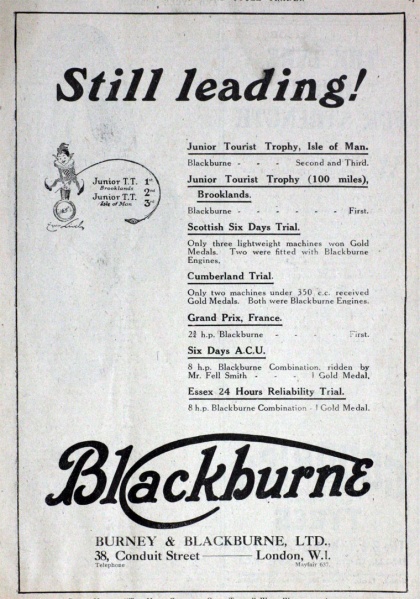 Still leading!
Junior T.T. 1st
Brooklands 2nd
Junior T.T. 3rd
Isle of Man
Junior Tourist Trophy, Isle of Man.
Blackburne - - - Second and Third.
Junior Tourist Trophy (100 miles),
Brooklands.
Blackburne - - - - - First.
Scottish Six Days Trial.
Only three lightweight machines won Gold
Medals. Two were fitted with Blackburne
Engines.
Cumberland Trial.
Only two machines under 350 c.c. received
Gold Medals. Both were Blackburne Engines.
Grand Prix, France.
2¾ h.p. Blackburne - - - First.
Six Days A.C.U.
8 h.p. Blackburne Combination, ridden by
Mr. Fell Smith - - - 1 Gold Medal.
Essex 24 Hours Reliability Trial.
8 h.p. Blackburne Combination - 1 Gold Medal.
Blackburne
BURNEY & BLACKBURNE, LTD.,
38, Conduit Street — London, W.1.
Telephone Mayfair 637.